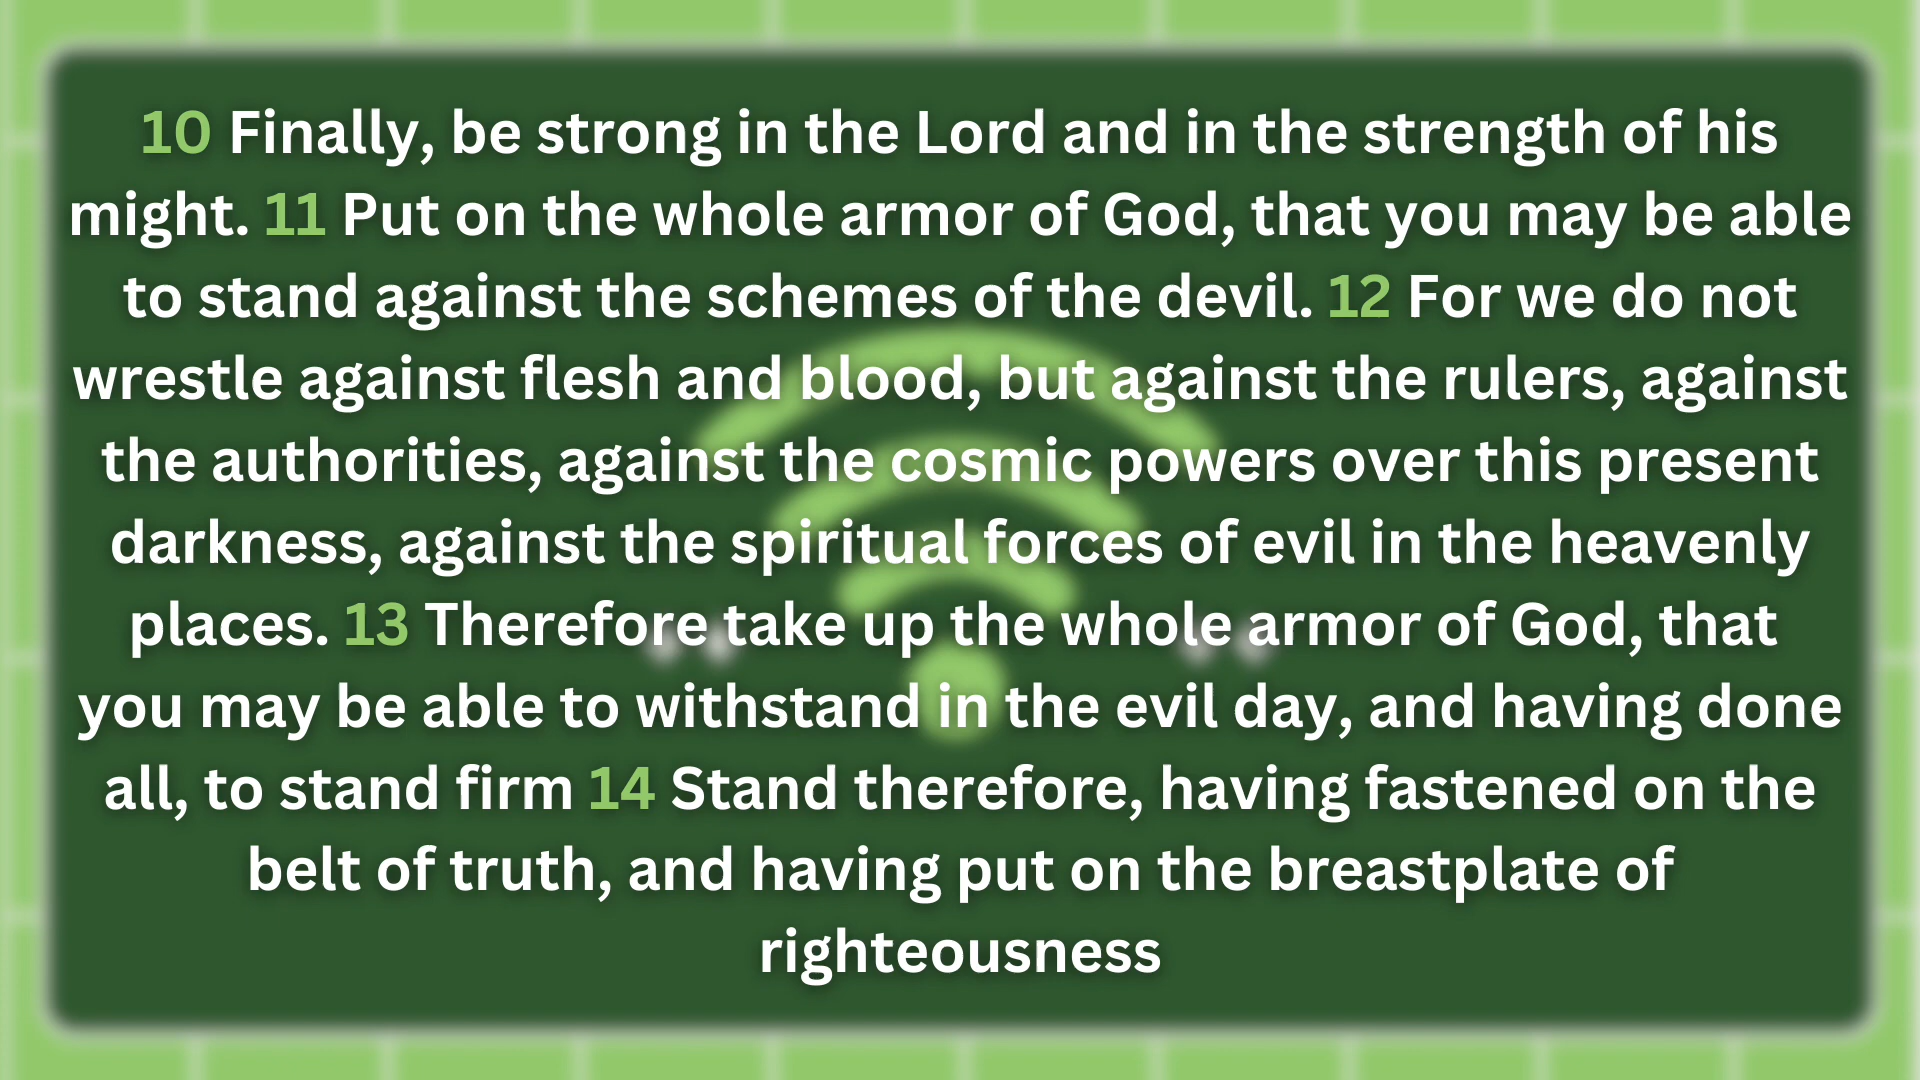 10 Finally, be strong in the Lord and in the strength of his
might. 11 Put on the whole armor of God, that you may be able
to stand against the schemes of the devil. 12 For we do not
wrestle against flesh and blood, but against the rulers, against
the authorities, against the cosmic powers over this present
darkness, against the spiritual forces of evil in the heavenly
places. 13 Therefore take up the whole armor of God, that
you may be able to withstand in the evil day, and having done
all, to stand firm 14 Stand therefore, having fastened on the
belt of truth, and having put on the breastplate of
righteousness